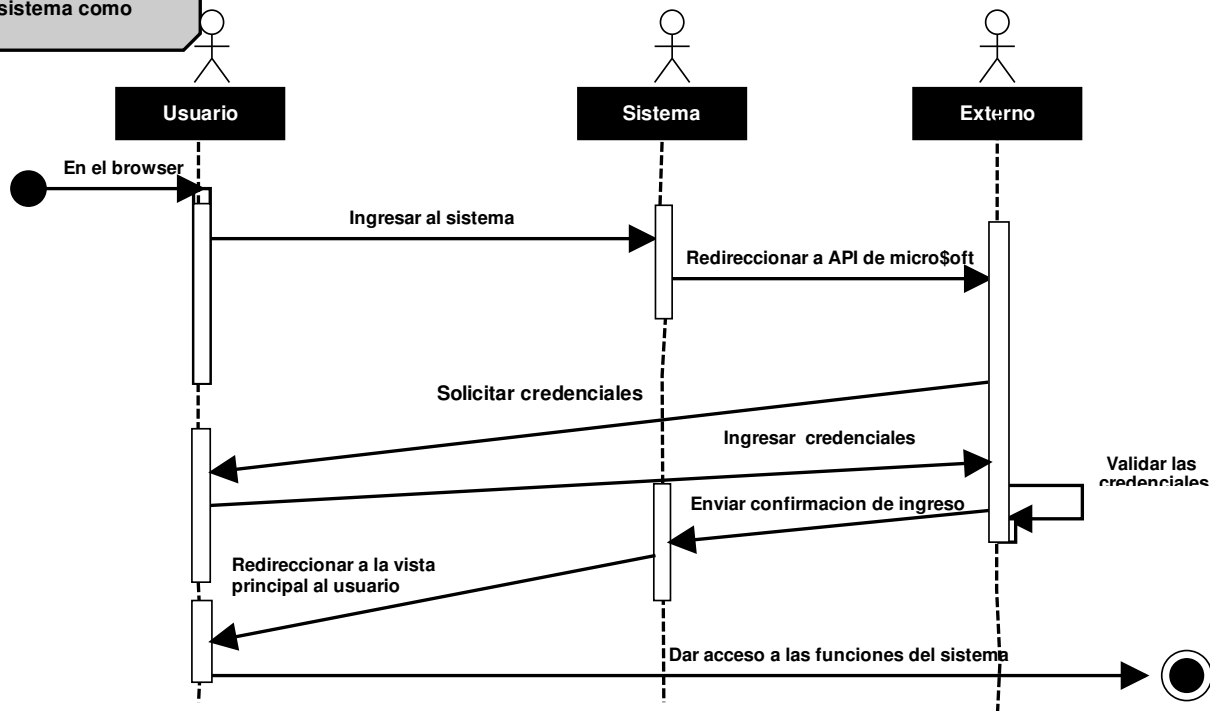 sistema como
Usuario
Sistema
Externo
En el browser
Ingresar al sistema
Redireccionar a API de micro$oft
Solicitar credenciales
Ingresar credenciales
Validar las
credenciales
Enviar confirmacion de ingreso
Redireccionar a la vista
principal al usuario
Dar acceso a las funciones del sistema